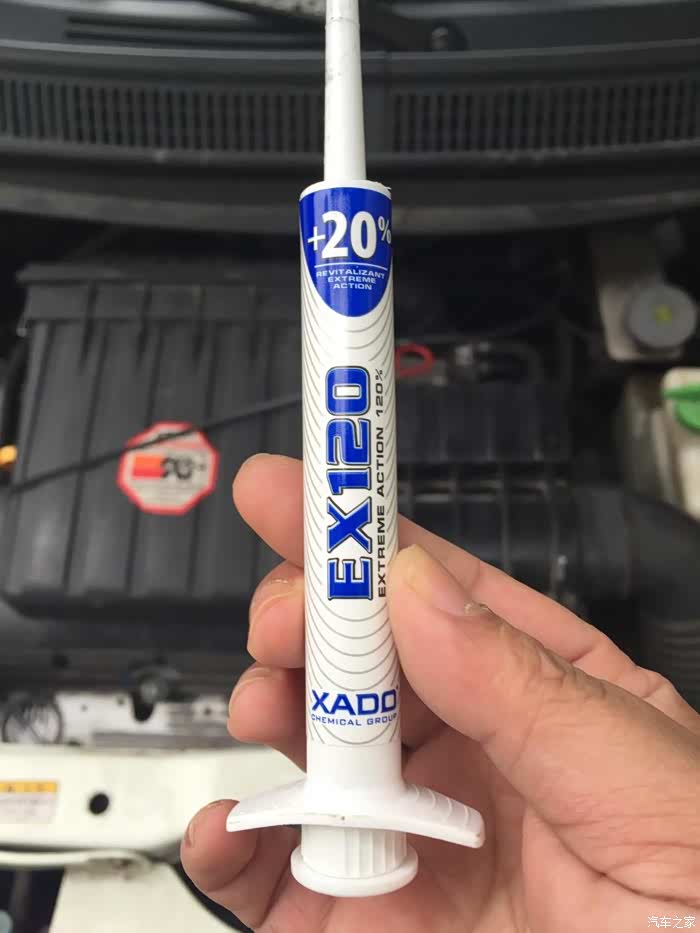 +20%
REVITALIZANT
EXTREME
ACTION
EX120
EXTREME ACTION 120%
XADO
CHEMICAL GROUP
K&N
汽车之家